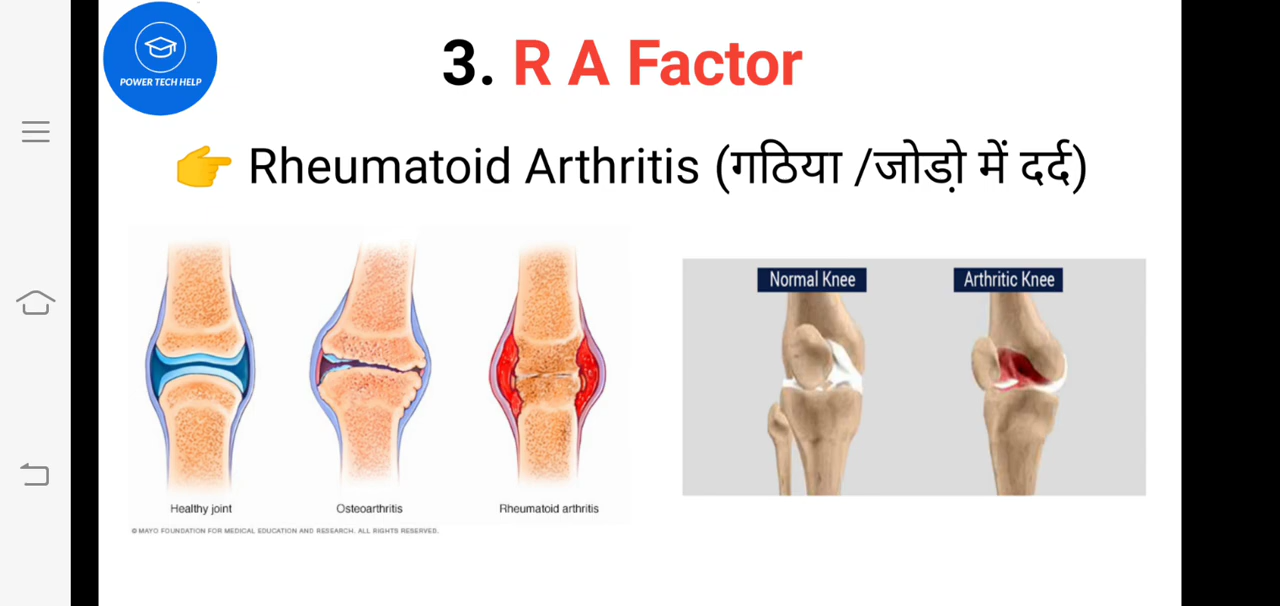 POWER TECH HELP
3. R A Factor
👉 Rheumatoid Arthritis (गठिया /जोडो़ में दर्द)
Normal Knee
Arthritic Knee
Healthy joint
Osteoarthritis
Rheumatoid arthritis
© MAYO FOUNDATION FOR MEDICAL EDUCATION AND RESEARCH. ALL RIGHTS RESERVED.